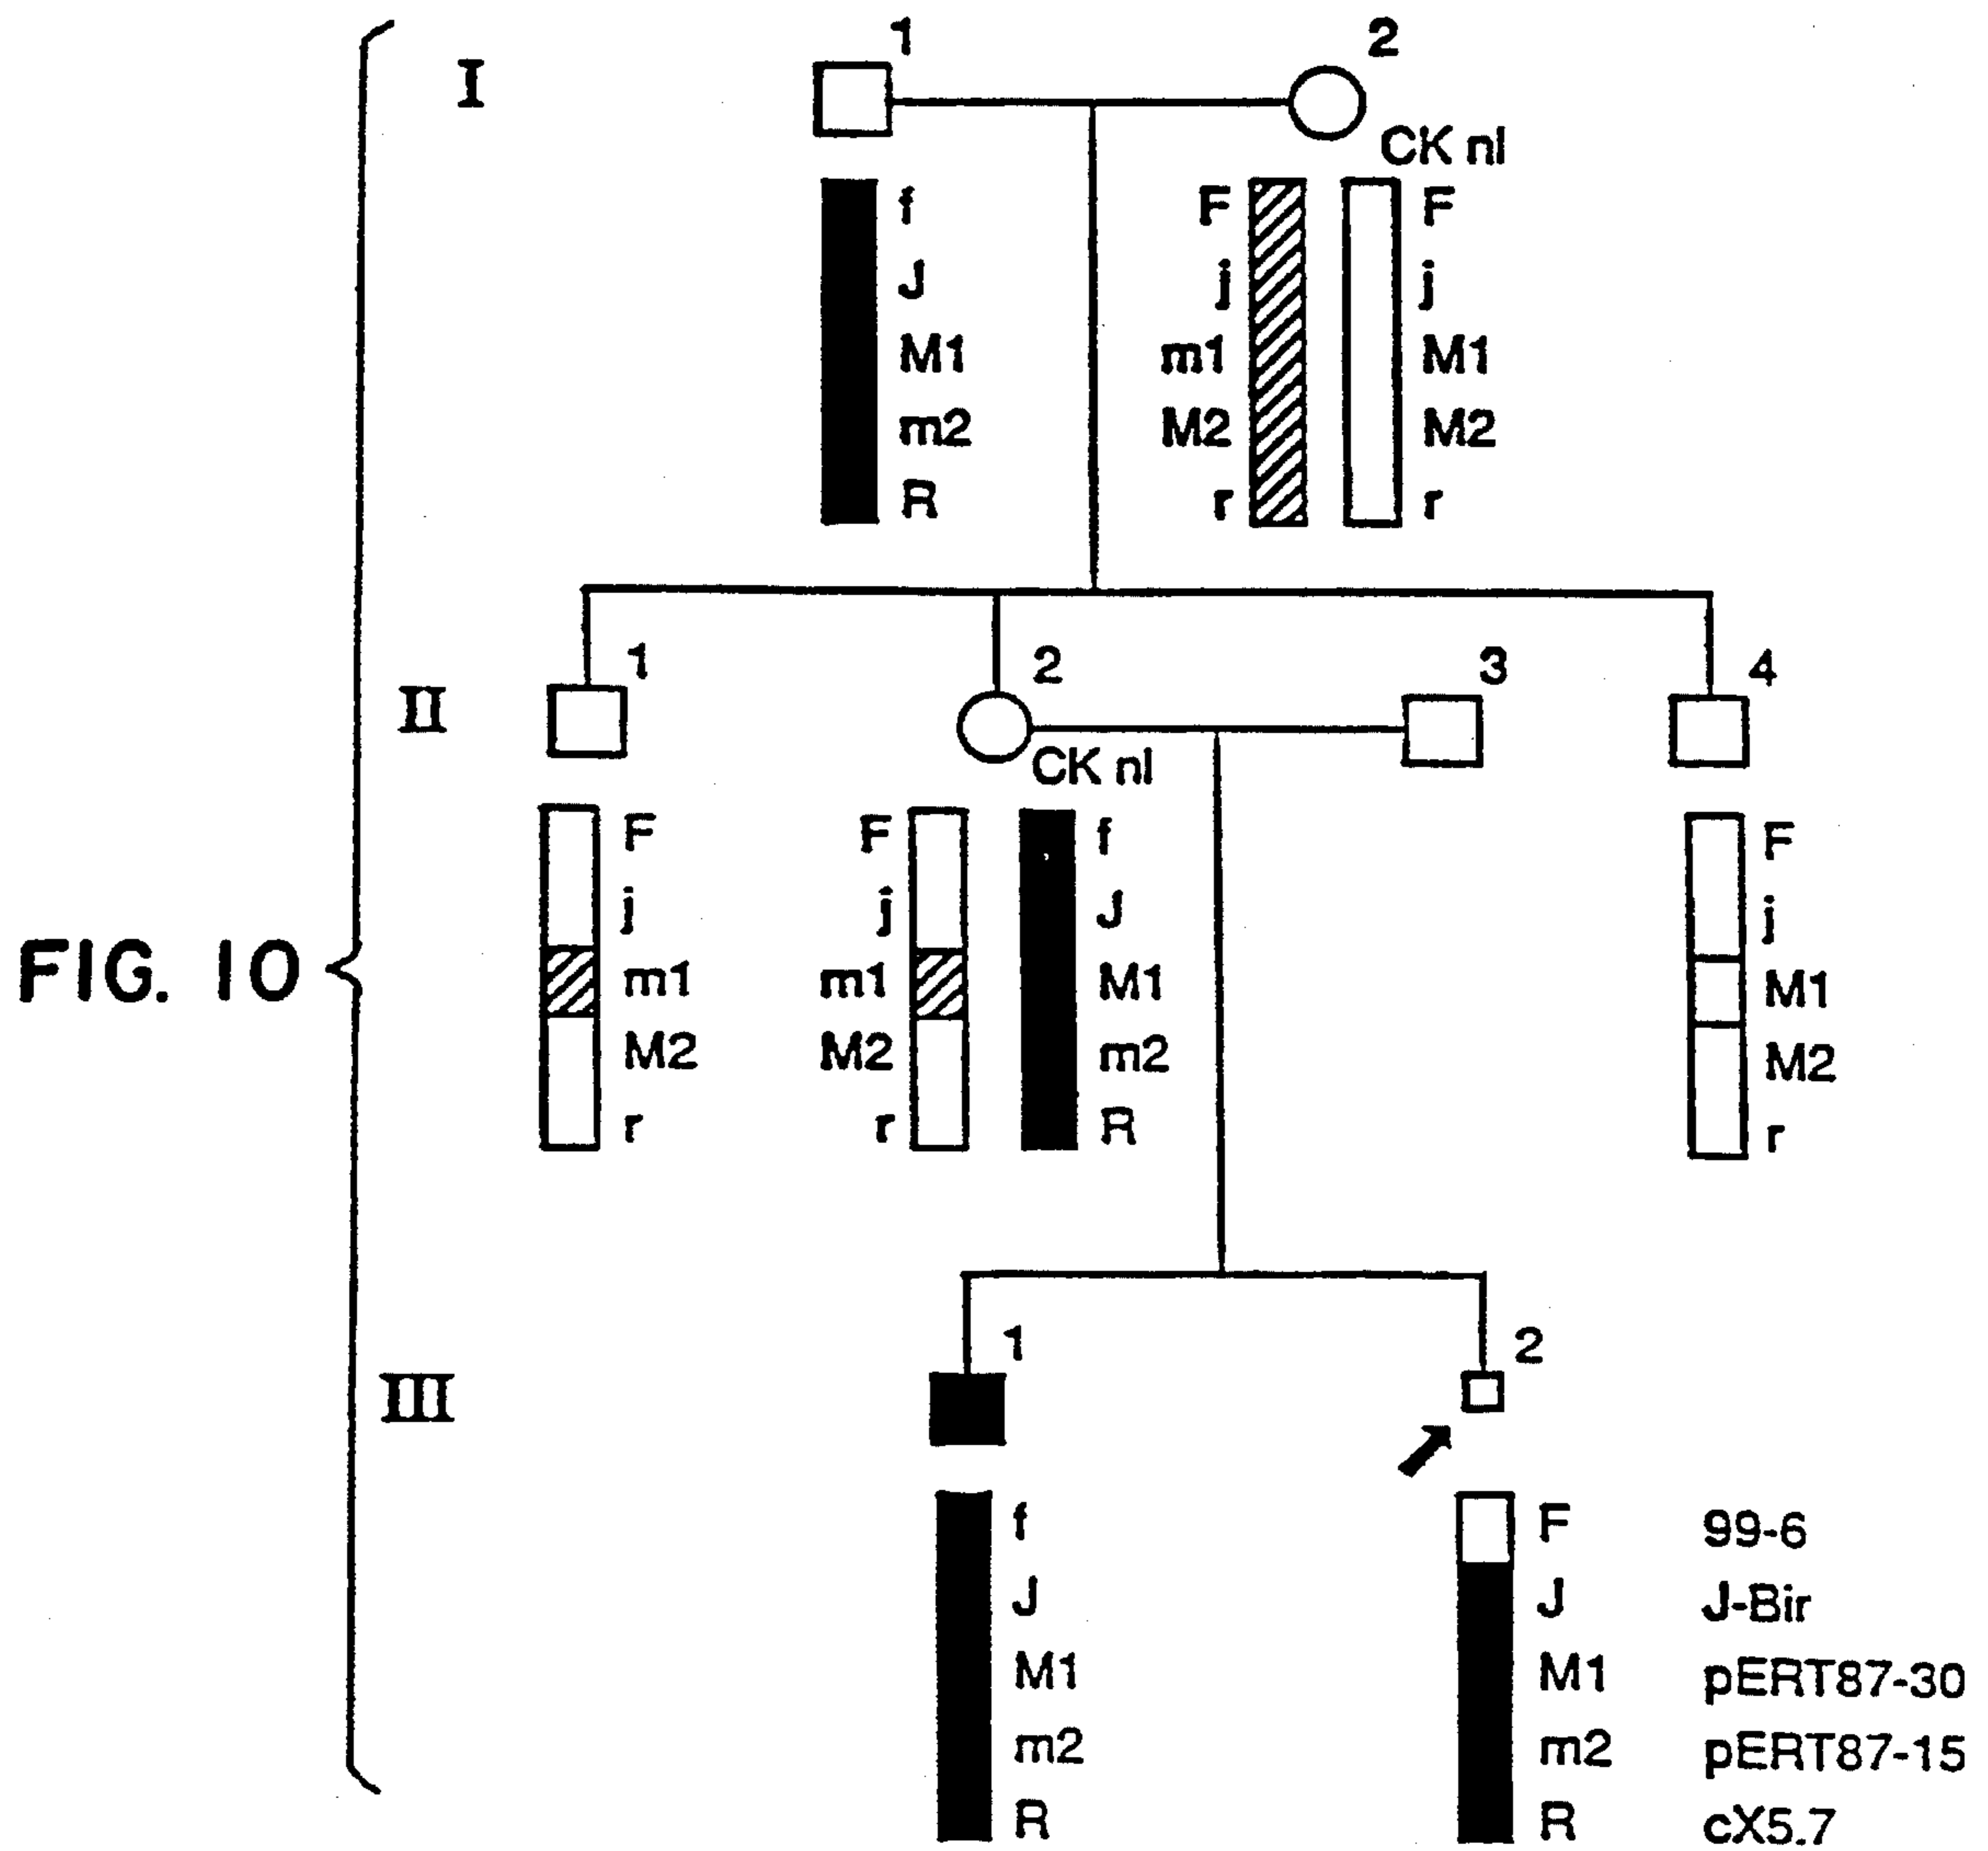 1 2
I
CK nl
f F F
J j j
M1 m1 M1
m2 M2 M2
R r r
1 2 3 4
II
CK nl
F F f F
j j J j
FIG. 10 m1 m1 M1 M1
M2 M2 m2 M2
r r R r
1 2
III
f F 99-6
J J J-Bir
M1 M1 pERT87-30
m2 m2 pERT87-15
R R cX5.7